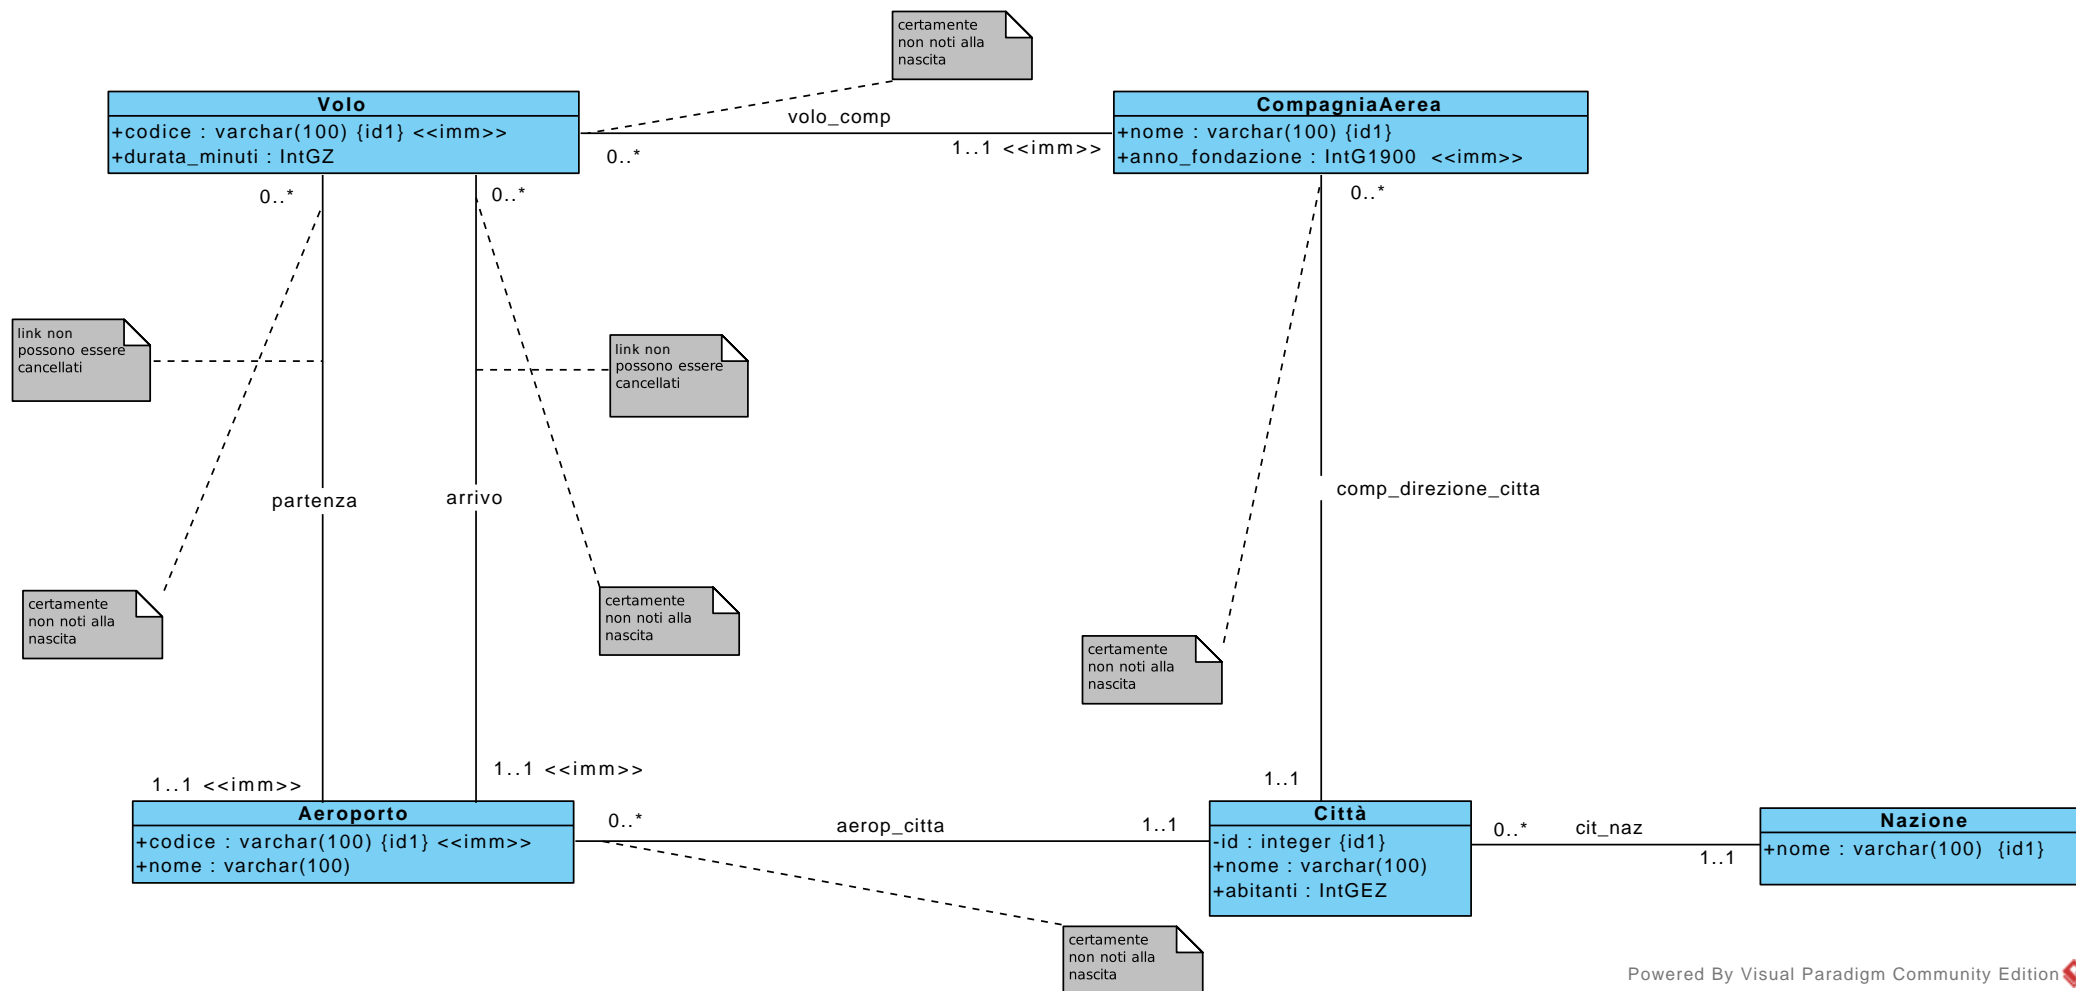 certamente
non noti alla
nascita
Volo
+codice : varchar(100) {id1} <<imm>>
+durata_minuti : IntGZ
volo_comp
0..*
1..1 <<imm>>
CompagniaAerea
+nome : varchar(100) {id1}
+anno_fondazione : IntG1900 <<imm>>
0..*
0..*
0..*
link non
possono essere
cancellati
link non
possono essere
cancellati
partenza
arrivo
comp_direzione_citta
certamente
non noti alla
nascita
certamente
non noti alla
nascita
certamente
non noti alla
nascita
1..1 <<imm>>
1..1 <<imm>>
1..1
Aeroporto
+codice : varchar(100) {id1} <<imm>>
+nome : varchar(100)
0..*
aerop_citta
1..1
Città
-id : integer {id1}
+nome : varchar(100)
+abitanti : IntGEZ
0..*
cit_naz
1..1
Nazione
+nome : varchar(100) {id1}
certamente
non noti alla
nascita
Powered By Visual Paradigm Community Edition